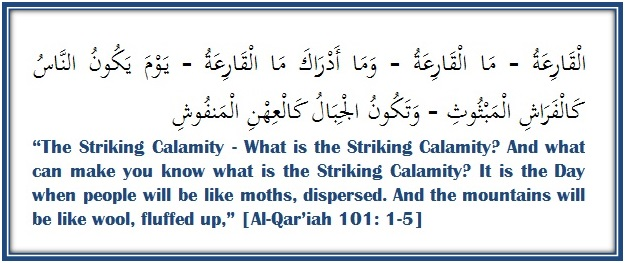 الْقَارِعَةُ - مَا الْقَارِعَةُ - وَمَا أَدْرَاكَ مَا الْقَارِعَةُ - يَوْمَ يَكُونُ النَّاسُ
كَالْفَرَاشِ الْمَبْثُوثِ - وَتَكُونُ الْجِبَالُ كَالْعِهْنِ الْمَنفُوشِ
“The Striking Calamity - What is the Striking Calamity? And what
can make you know what is the Striking Calamity? It is the Day
when people will be like moths, dispersed. And the mountains will
be like wool, fluffed up,” [Al-Qar’iah 101: 1-5]